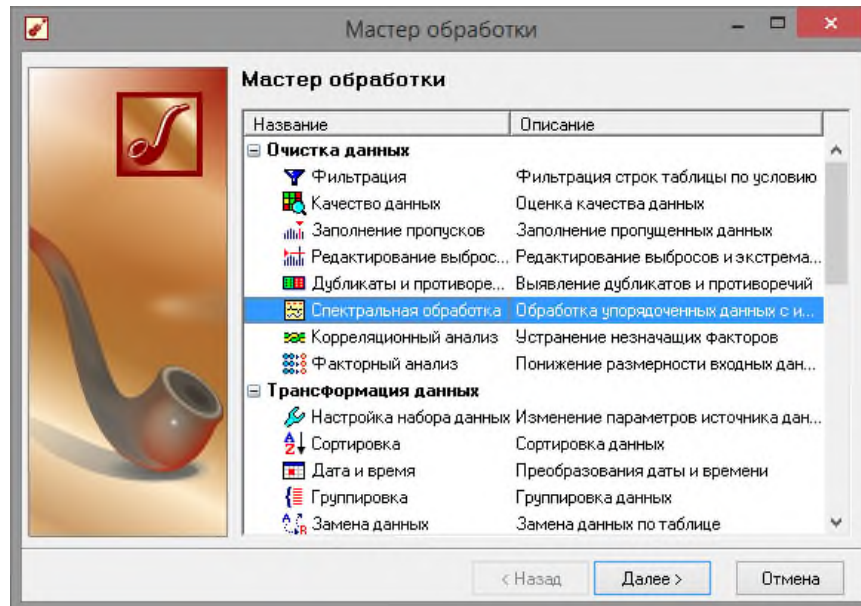 Мастер обработки
Мастер обработки
Название Описание
Очистка данных
Фильтрация Фильтрация строк таблицы по условию
Качество данных Оценка качества данных
Заполнение пропусков Заполнение пропущенных данных
Редактирование выброс... Редактирование выбросов и экстрема...
Дубликаты и противоре... Выявление дубликатов и противоречий
Спектральная обработка Обработка упорядоченных данных с и...
Корреляционный анализ Устранение незначащих факторов
Факторный анализ Понижение размерности входных дан...
Трансформация данных
Настройка набора данных Изменение параметров источника дан...
Сортировка Сортировка данных
Дата и время Преобразования даты и времени
Группировка Группировка данных
Замена данных Замена данных по таблице
< Назад Далее > Отмена